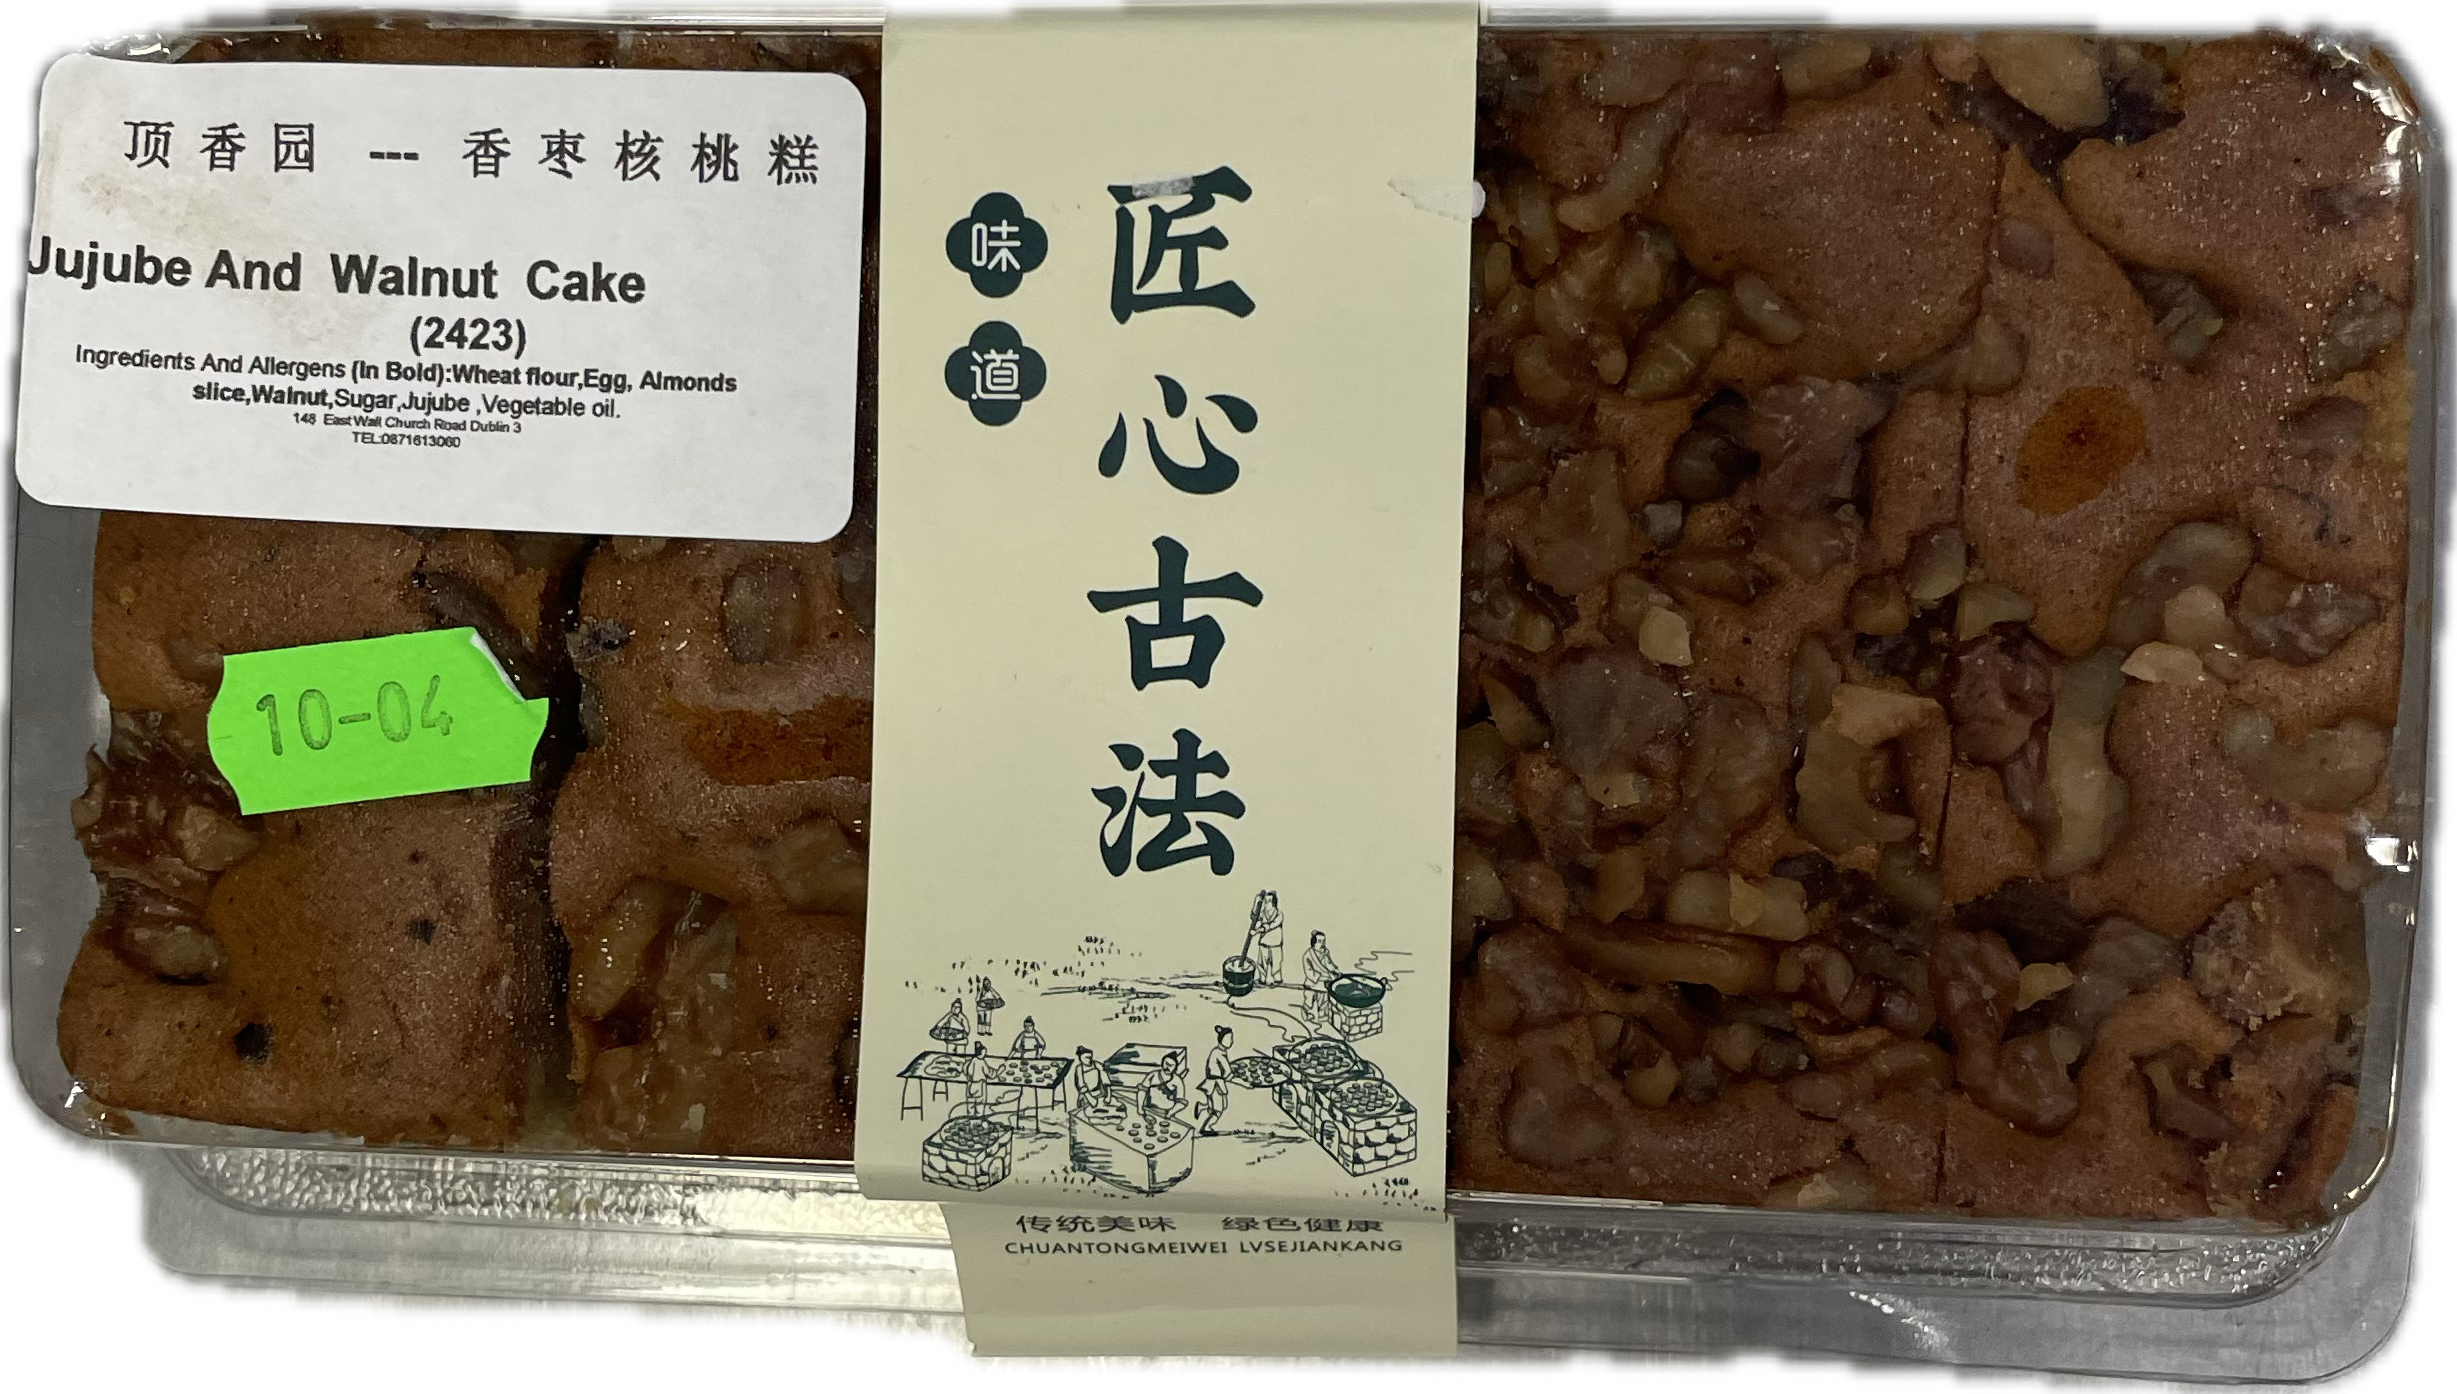 顶香园 --- 香枣核桃糕
Jujube And Walnut Cake
(2423)
Ingredients And Allergens (In Bold):Wheat flour,Egg, Almonds
slice,Walnut,Sugar,Jujube ,Vegetable oil.
148 East Wall Church Road Dublin 3
TEL:0871613060
10-04
味道
匠心古法
传统美味 绿色健康
CHUANTONGMEIWEI LVSEJIANKANG